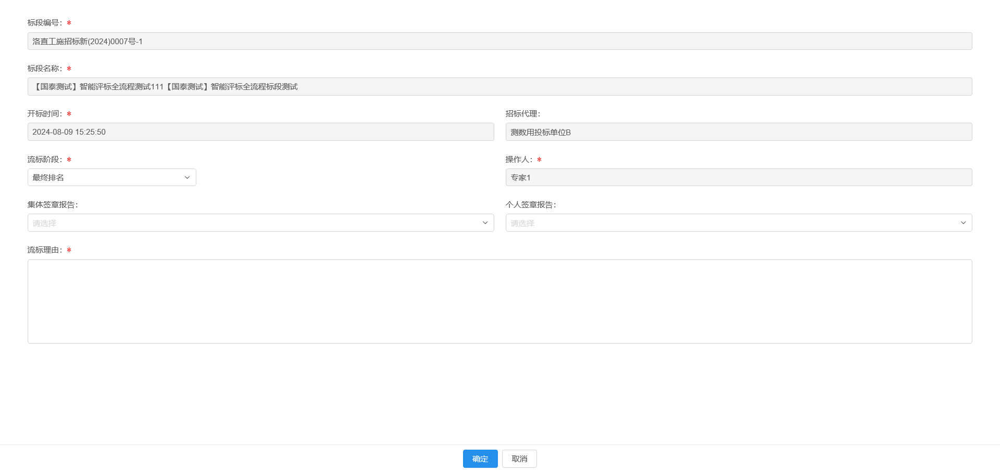 标段编号：*
洛直工施招标新(2024)0007号-1
标段名称：*
【国泰测试】智能评标全流程测试111【国泰测试】智能评标全流程标段测试
开标时间：*
招标代理：
2024-08-09 15:25:50
测数用投标单位B
流标阶段：*
操作人：*
最终排名
专家1
集体签章报告：
个人签章报告：
请选择
请选择
流标理由：*
确定
取消